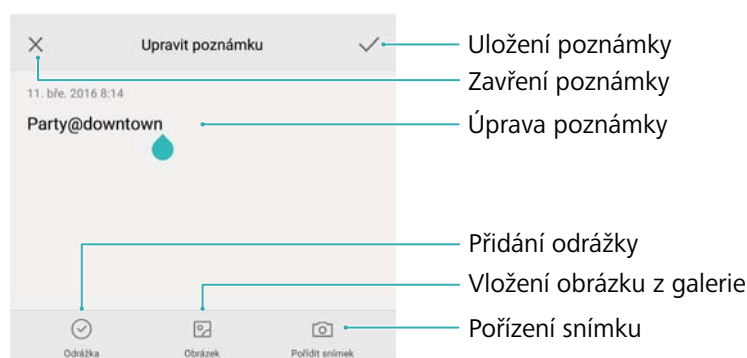 Upravit poznámku
Uložení poznámky
Zavření poznámky
11. bře. 2016 8:14
Party@downtown
Úprava poznámky
Přidání odrážky
Vložení obrázku z galerie
Pořízení snímku
Odrážka
Obrázek
Pořídit snímek